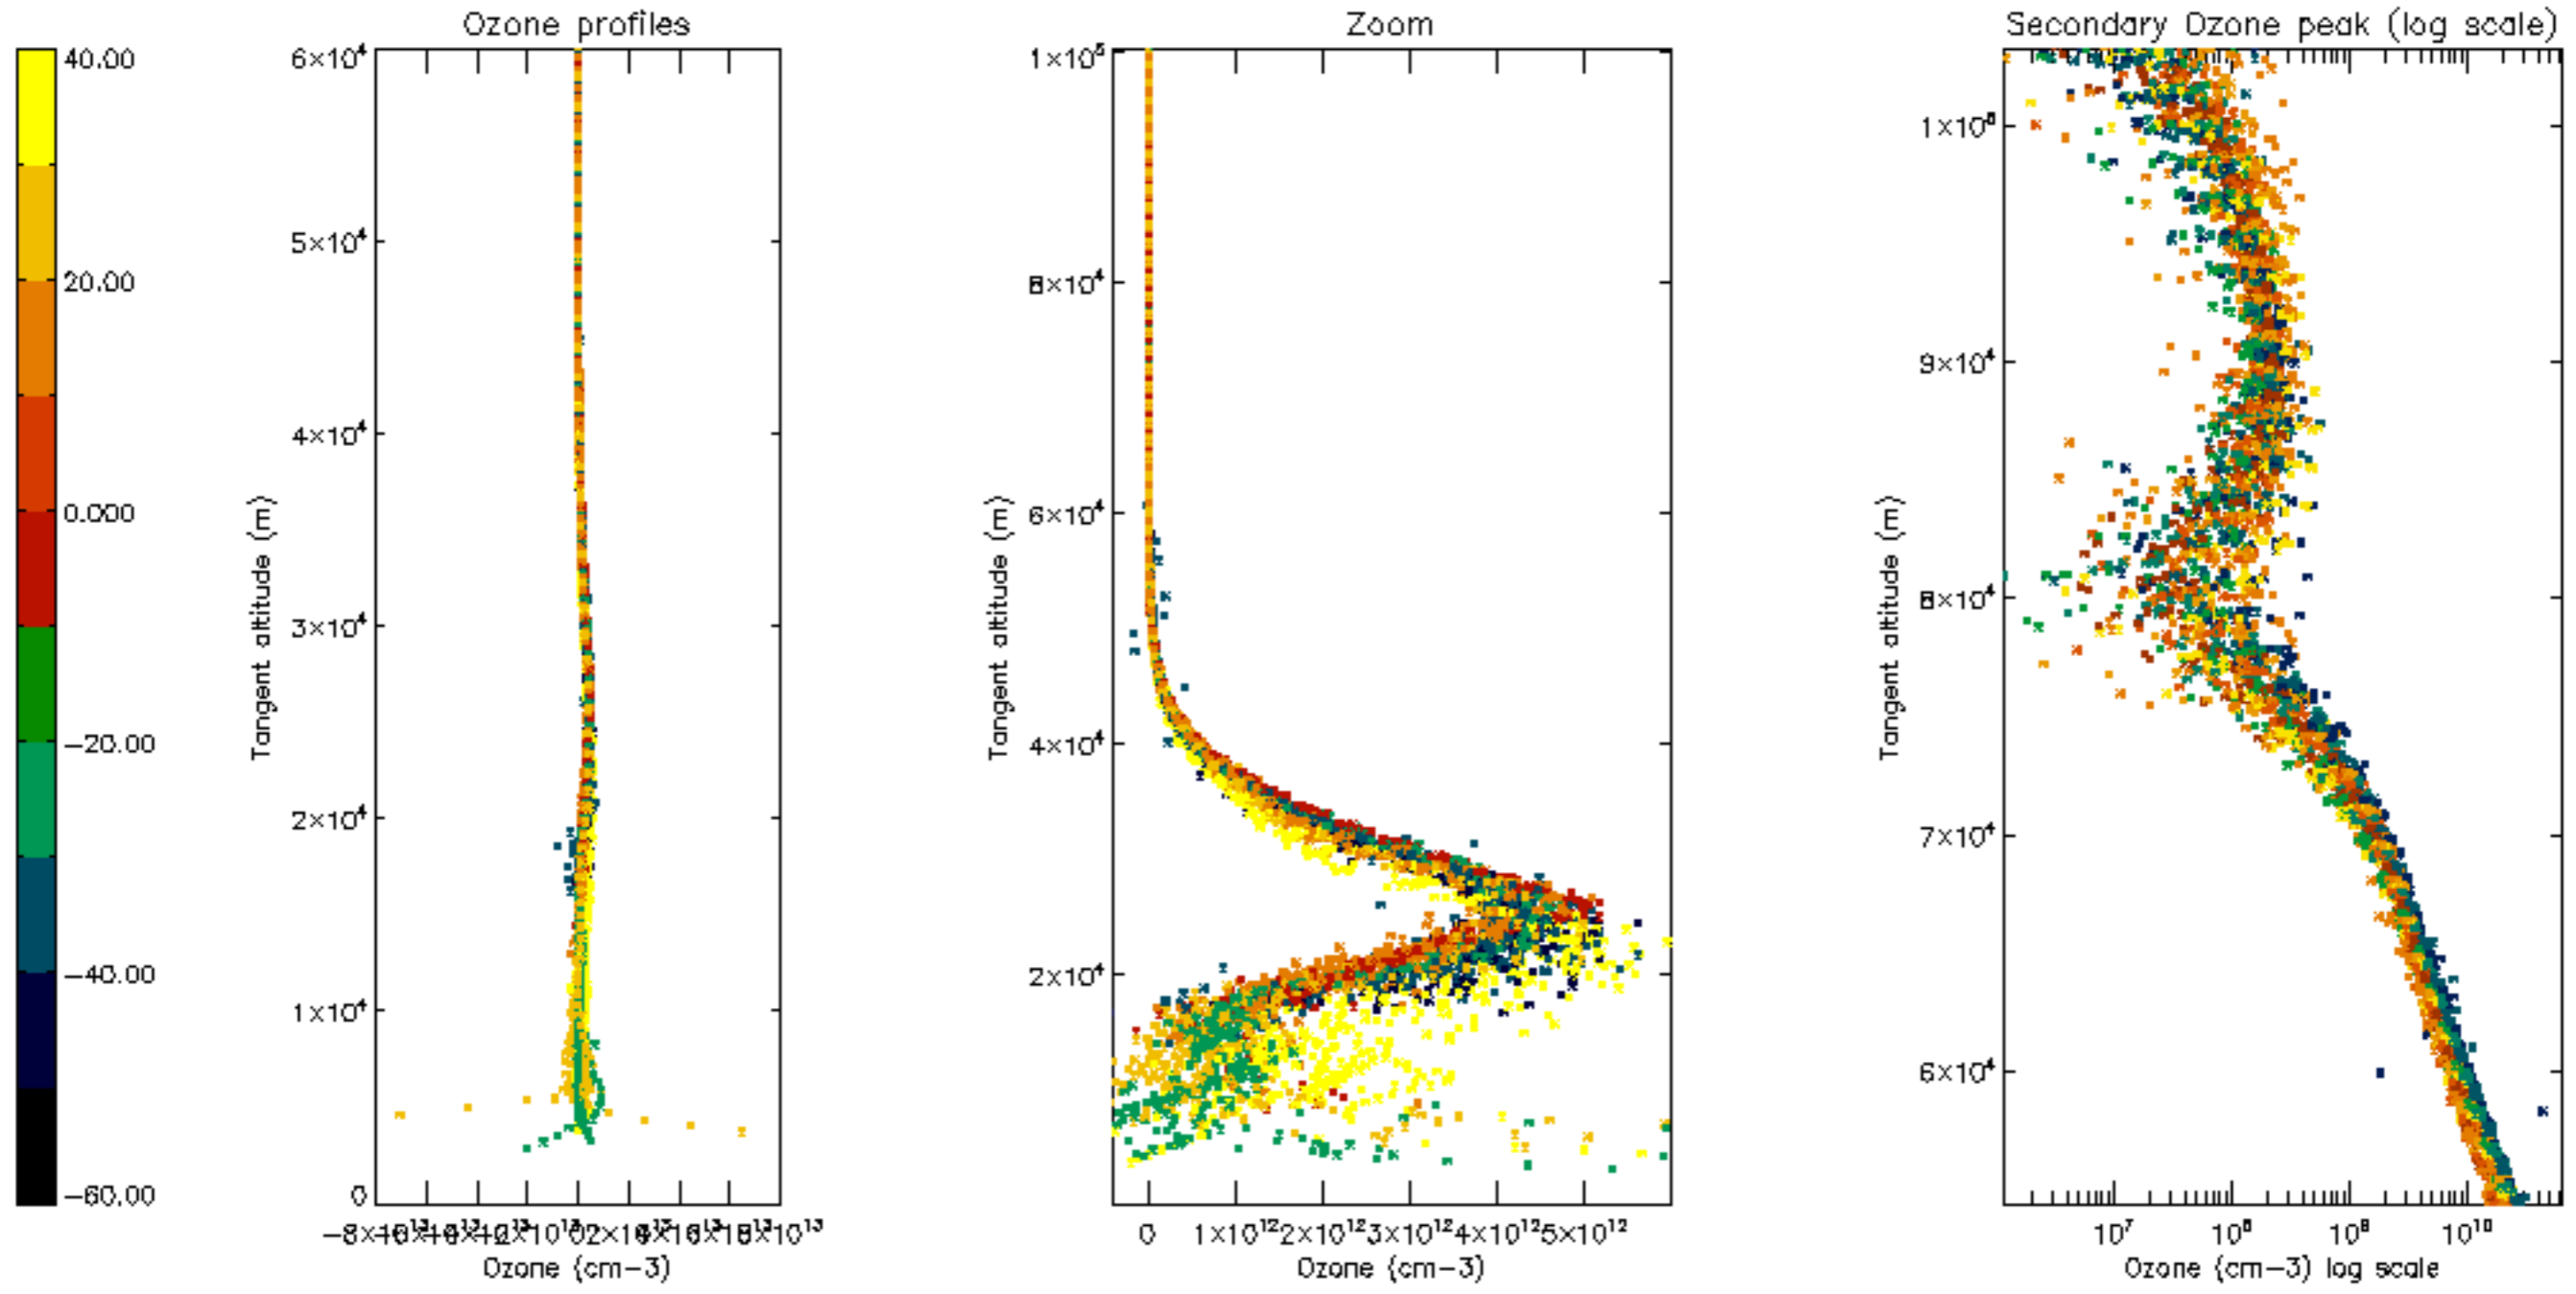 Ozone profiles
Zoom
Secondary Ozone peak (log scale)
40.00
20.00
0.000
−20.00
−40.00
−60.00
6×10⁴
5×10⁴
4×10⁴
3×10⁴
2×10⁴
1×10⁴
0
Tangent altitude (m)
Ozone (cm−3)
1×10⁵
8×10⁴
6×10⁴
4×10⁴
2×10⁴
Tangent altitude (m)
0 1×10¹² 2×10¹² 3×10¹² 4×10¹² 5×10¹²
Ozone (cm−3)
1×10⁵
9×10⁴
8×10⁴
7×10⁴
6×10⁴
Tangent altitude (m)
10⁷ 10⁸ 10⁹ 10¹⁰
Ozone (cm−3) log scale